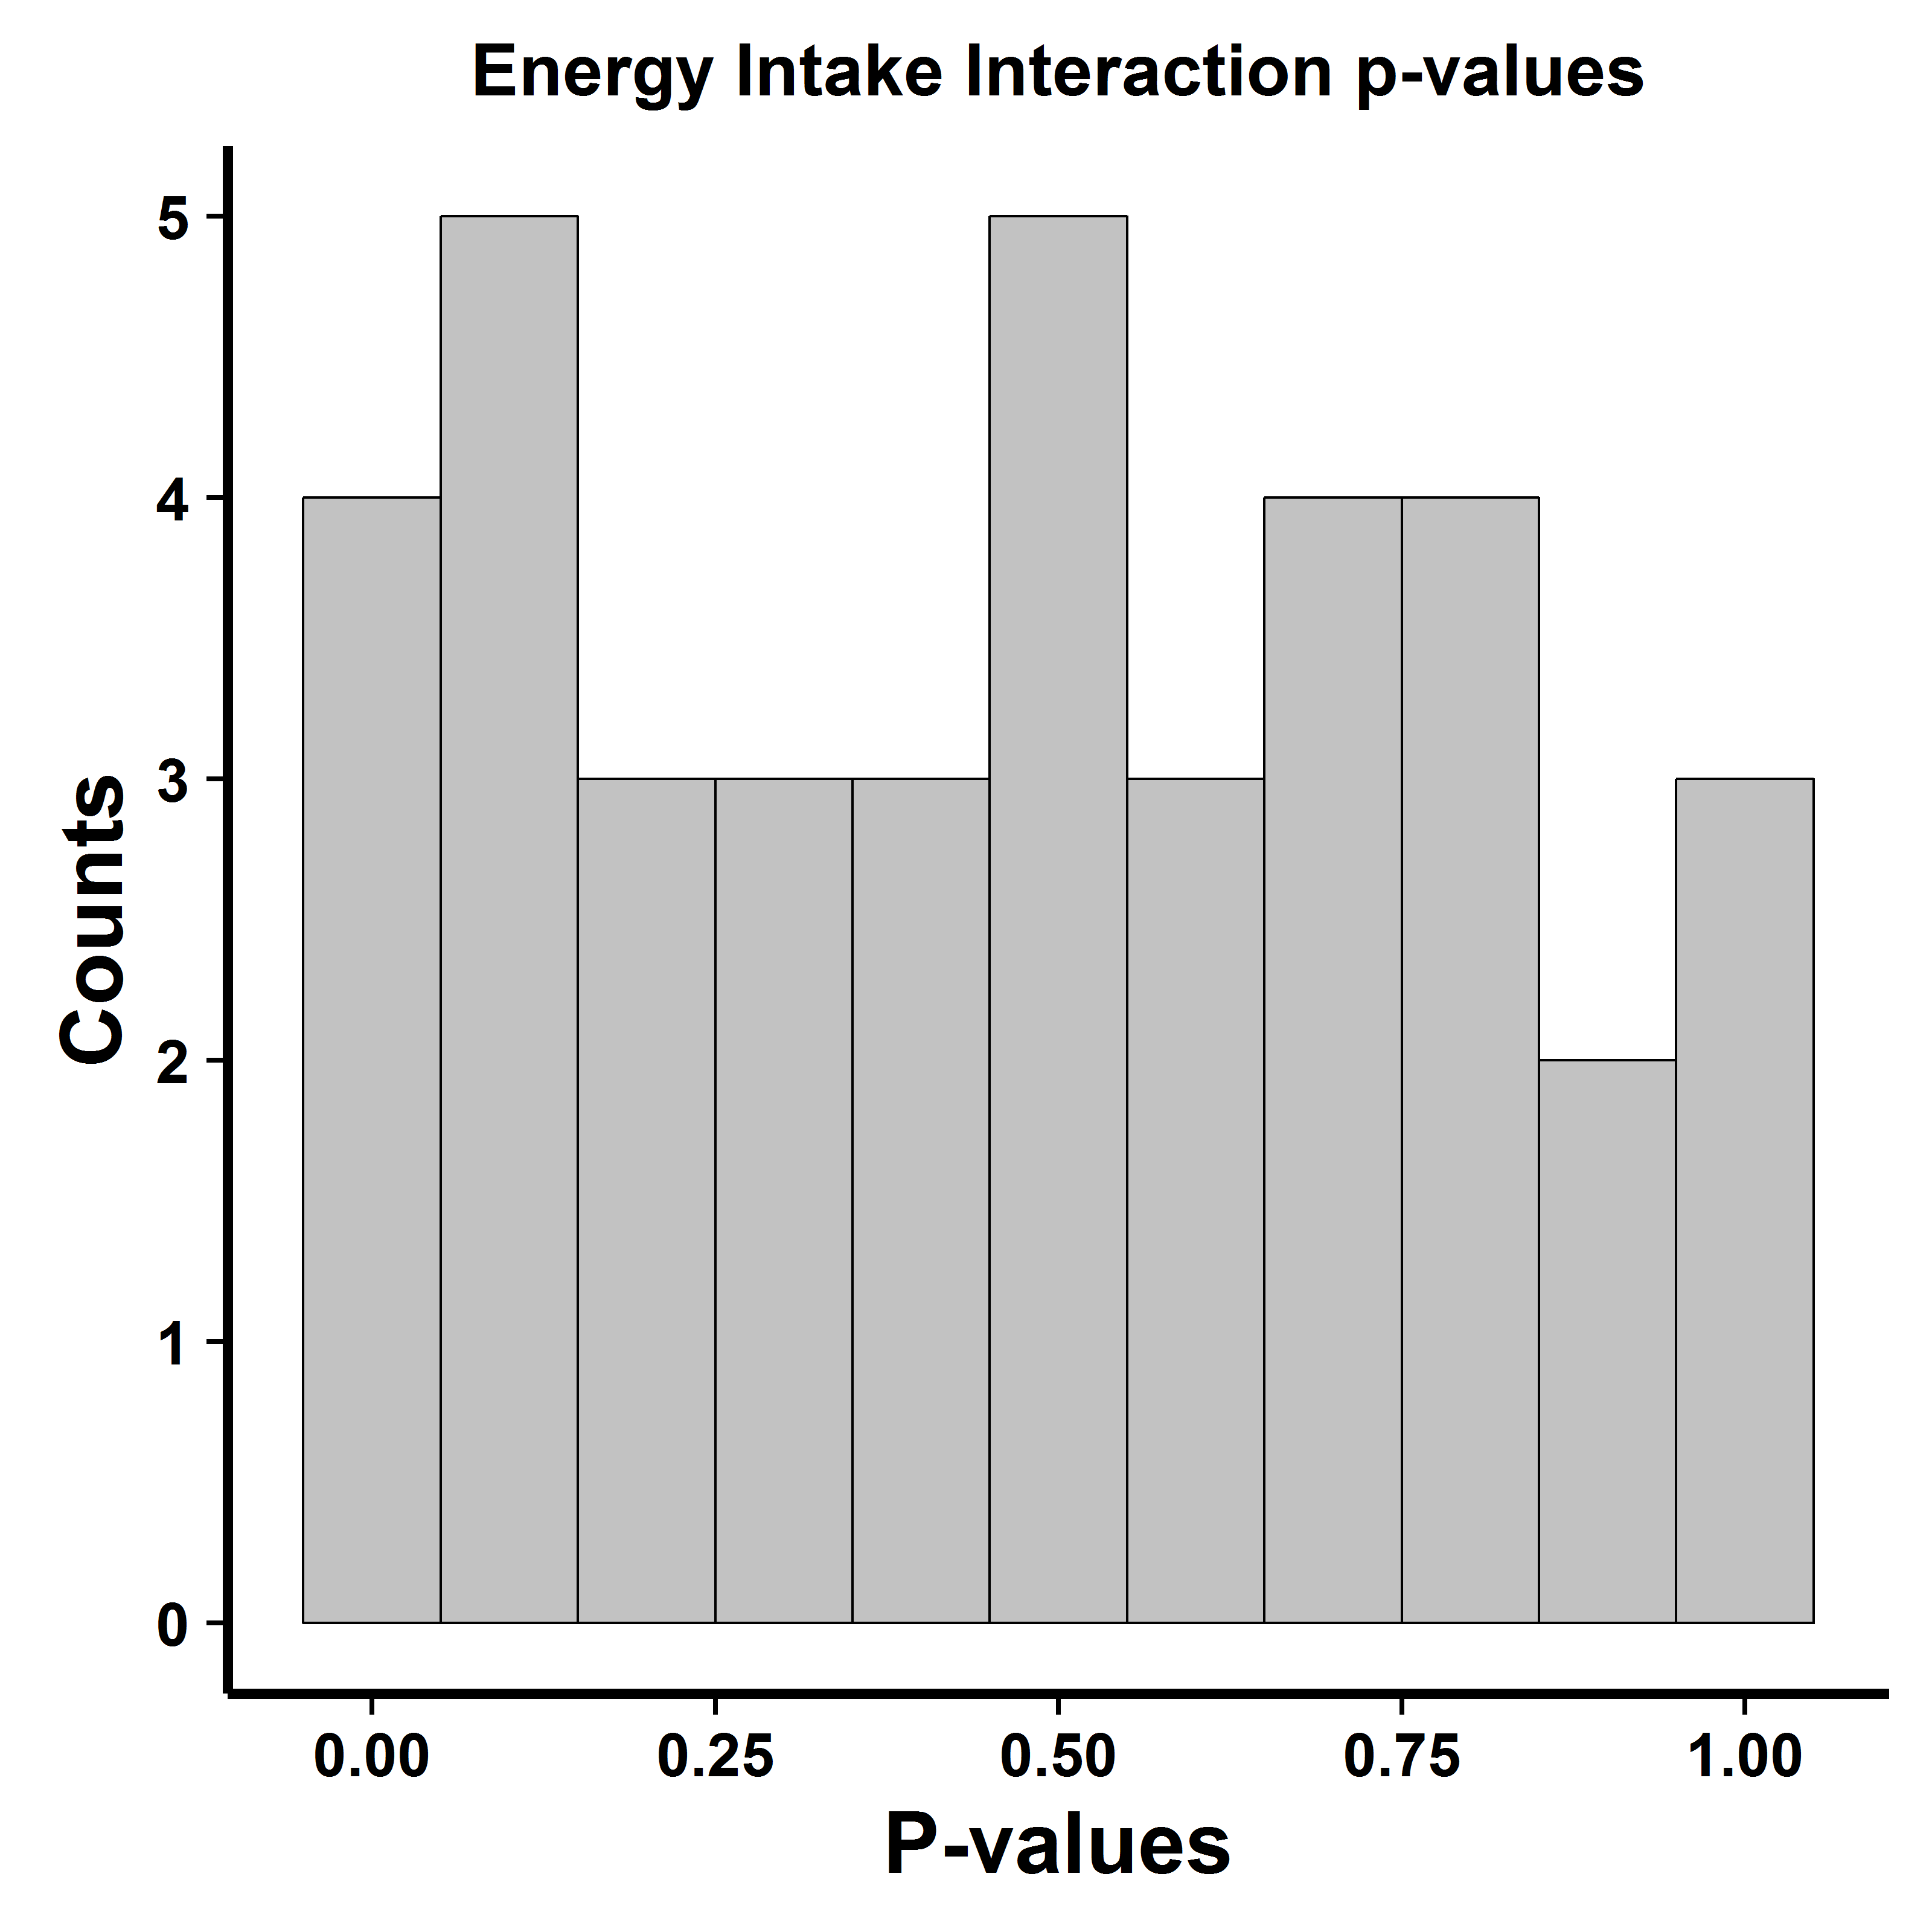 Energy Intake Interaction p-values
Counts
5
4
3
2
1
0
0.00 0.25 0.50 0.75 1.00
P-values